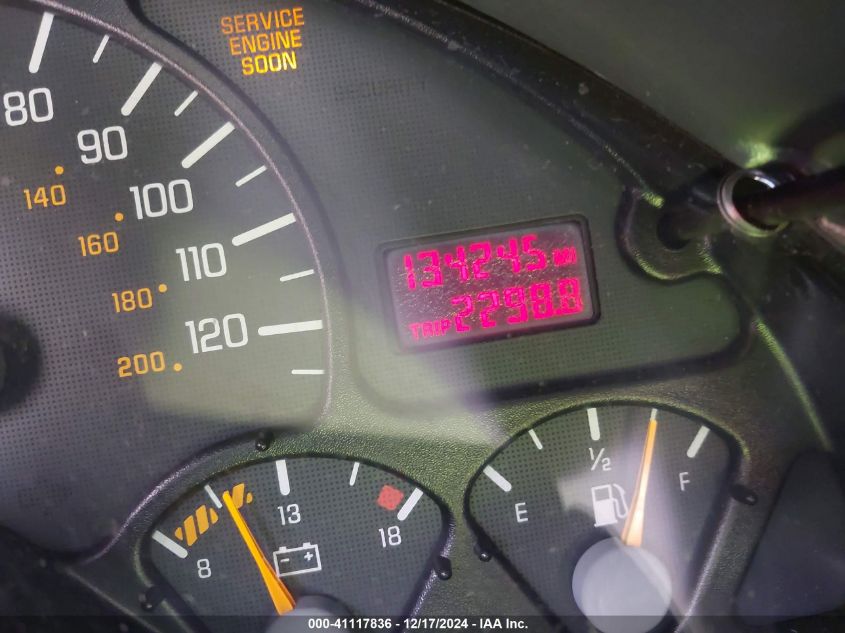 SERVICE
ENGINE
SOON
SECURITY
80
90
100
110
120
140
160
180
200
134245
TRIP 2298.8
8
13
18
E
1/2
F
000-41117836 - 12/17/2024 - IAA Inc.